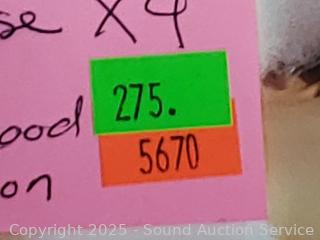 se X4
275.
ood
5670
on
Copyright 2025 - Sound Auction Service